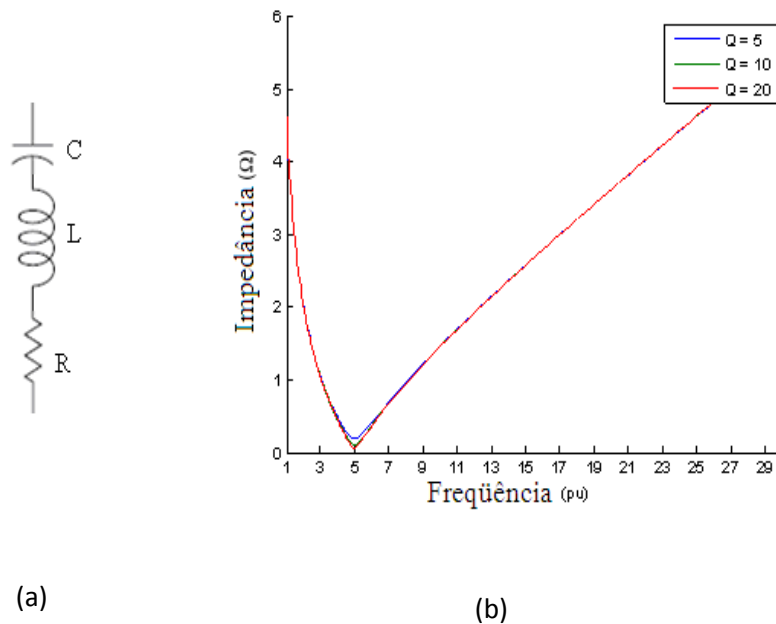 C
L
R
(a)
Impedância (Ω)
6
5
4
3
2
1
0
Q = 5
Q = 10
Q = 20
1 3 5 7 9 11 13 15 17 19 21 23 25 27 29
Freqüência (pu)
(b)